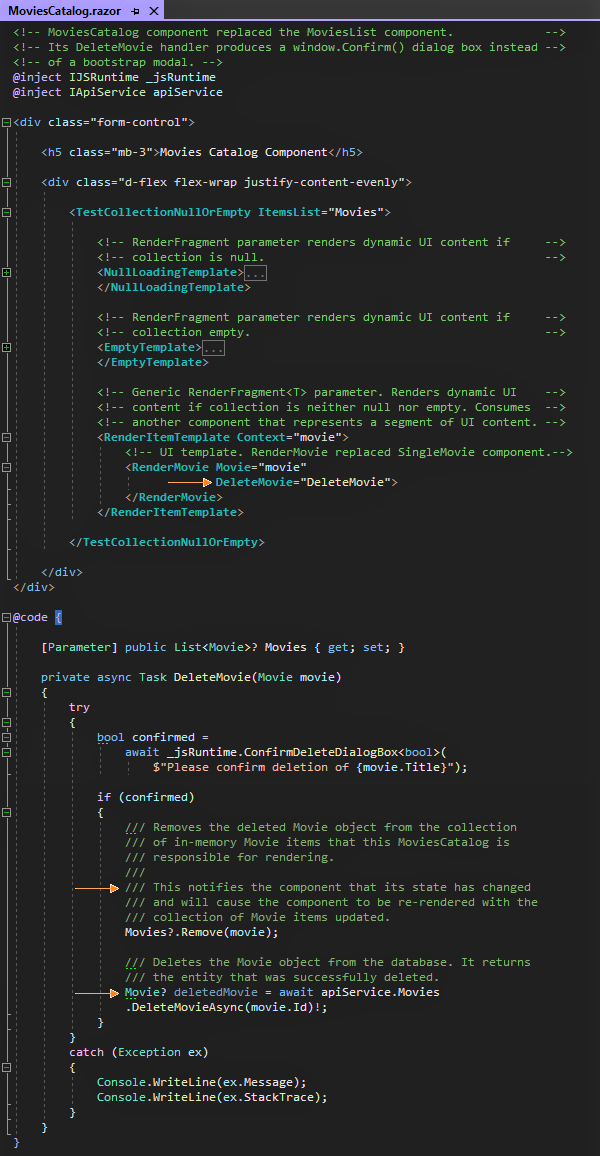 MoviesCatalog.razor
<!-- MoviesCatalog component replaced the MoviesList component. -->
<!-- Its DeleteMovie handler produces a window.Confirm() dialog box instead -->
<!-- of a bootstrap modal. -->
@inject IJSRuntime _jsRuntime
@inject IApiService apiService
<div class="form-control">
<h5 class="mb-3">Movies Catalog Component</h5>
<div class="d-flex flex-wrap justify-content-evenly">
<TestCollectionNullOrEmpty ItemsList="Movies">
<!-- RenderFragment parameter renders dynamic UI content if -->
<!-- collection is null. -->
<NullLoadingTemplate>...
</NullLoadingTemplate>
<!-- RenderFragment parameter renders dynamic UI content if -->
<!-- collection empty. -->
<EmptyTemplate>...
</EmptyTemplate>
<!-- Generic RenderFragment<T> parameter. Renders dynamic UI -->
<!-- content if collection is neither null nor empty. Consumes -->
<!-- another component that represents a segment of UI content. -->
<RenderItemTemplate Context="movie">
<!-- UI template. RenderMovie replaced SingleMovie component.-->
<RenderMovie Movie="movie"
DeleteMovie="DeleteMovie">
</RenderMovie>
</RenderItemTemplate>
</TestCollectionNullOrEmpty>
</div>
</div>
@code {
[Parameter] public List<Movie>? Movies { get; set; }
private async Task DeleteMovie(Movie movie)
{
try
{
bool confirmed =
await _jsRuntime.ConfirmDeleteDialogBox<bool>(
$"Please confirm deletion of {movie.Title}");
if (confirmed)
{
/// Removes the deleted Movie object from the collection
/// of in-memory Movie items that this MoviesCatalog is
/// responsible for rendering.
///
/// This notifies the component that its state has changed
/// and will cause the component to be re-rendered with the
/// collection of Movie items updated.
Movies?.Remove(movie);
/// Deletes the Movie object from the database. It returns
/// the entity that was successfully deleted.
Movie? deletedMovie = await apiService.Movies
.DeleteMovieAsync(movie.Id)!;
}
}
catch (Exception ex)
{
Console.WriteLine(ex.Message);
Console.WriteLine(ex.StackTrace);
}
}
}